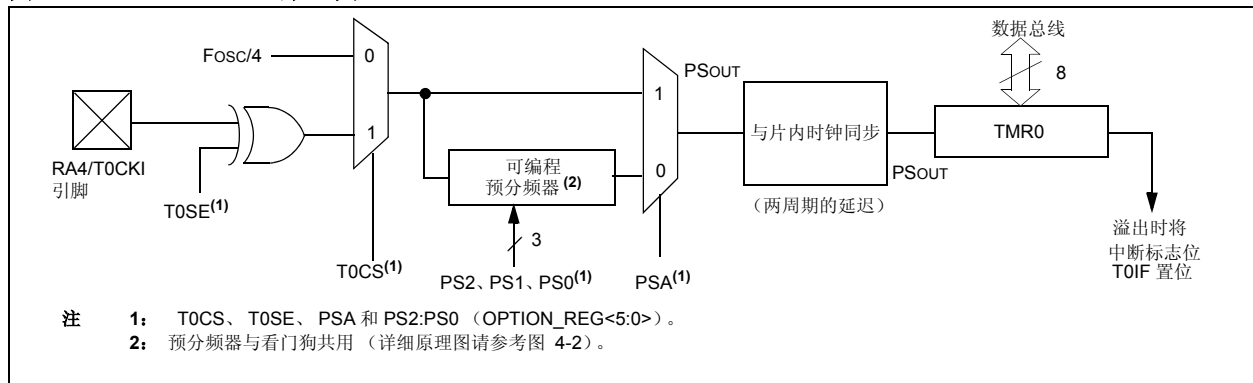 数据总线
8
FOSC/4
0
1
PSOUT
1
0
RA4/T0CKI
引脚
T0SE(1)
可编程
预分频器(2)
3
与片内时钟同步
PSOUT
TMR0
(两周期的延迟)
T0CS(1)
PS2、PS1、PS0(1)
PSA(1)
溢出时将
中断标志位
T0IF 置位
注 1: T0CS、 T0SE、 PSA 和 PS2:PS0 (OPTION_REG<5:0>)。
2: 预分频器与看门狗共用 (详细原理图请参考图 4-2)。